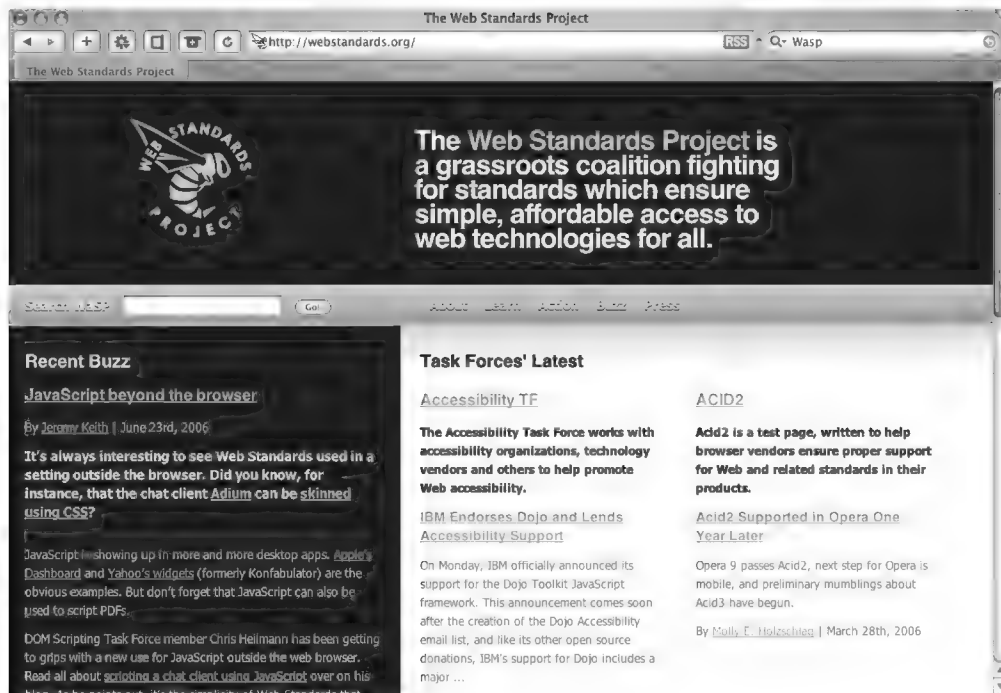 The Web Standards Project
http://webstandards.org/
RSS
Q- Wasp
The Web Standards Project
WEB STANDARDS PROJECT
The Web Standards Project is
a grassroots coalition fighting
for standards which ensure
simple, affordable access to
web technologies for all.
Search WaSP
Go!
About Learn Action Buzz Press
Recent Buzz
JavaScript beyond the browser
By Jeremy Keith | June 23rd, 2006
It's always interesting to see Web Standards used in a
setting outside the browser. Did you know, for
instance, that the chat client Adium can be skinned
using CSS?
JavaScript is showing up in more and more desktop apps. Apple's
Dashboard and Yahoo's widgets (formerly Konfabulator) are the
obvious examples. But don't forget that JavaScript can also be
used to script PDFs.
DOM Scripting Task Force member Chris Heilmann has been getting
to grips with a new use for JavaScript outside the web browser.
Read all about scripting a chat client using JavaScript over on his
blog. As he points out, it's the simplicity of Web Standards that
Task Forces' Latest
Accessibility TF
The Accessibility Task Force works with
accessibility organizations, technology
vendors and others to help promote
Web accessibility.
IBM Endorses Dojo and Lends
Accessibility Support
On Monday, IBM officially announced its
support for the Dojo Toolkit JavaScript
framework. This announcement comes soon
after the creation of the Dojo Accessibility
email list, and like its other open source
donations, IBM's support for Dojo includes a
major ...
ACID2
Acid2 is a test page, written to help
browser vendors ensure proper support
for Web and related standards in their
products.
Acid2 Supported in Opera One
Year Later
Opera 9 passes Acid2, next step for Opera is
mobile, and preliminary mumblings about
Acid3 have begun.
By Molly E. Holzschlag | March 28th, 2006